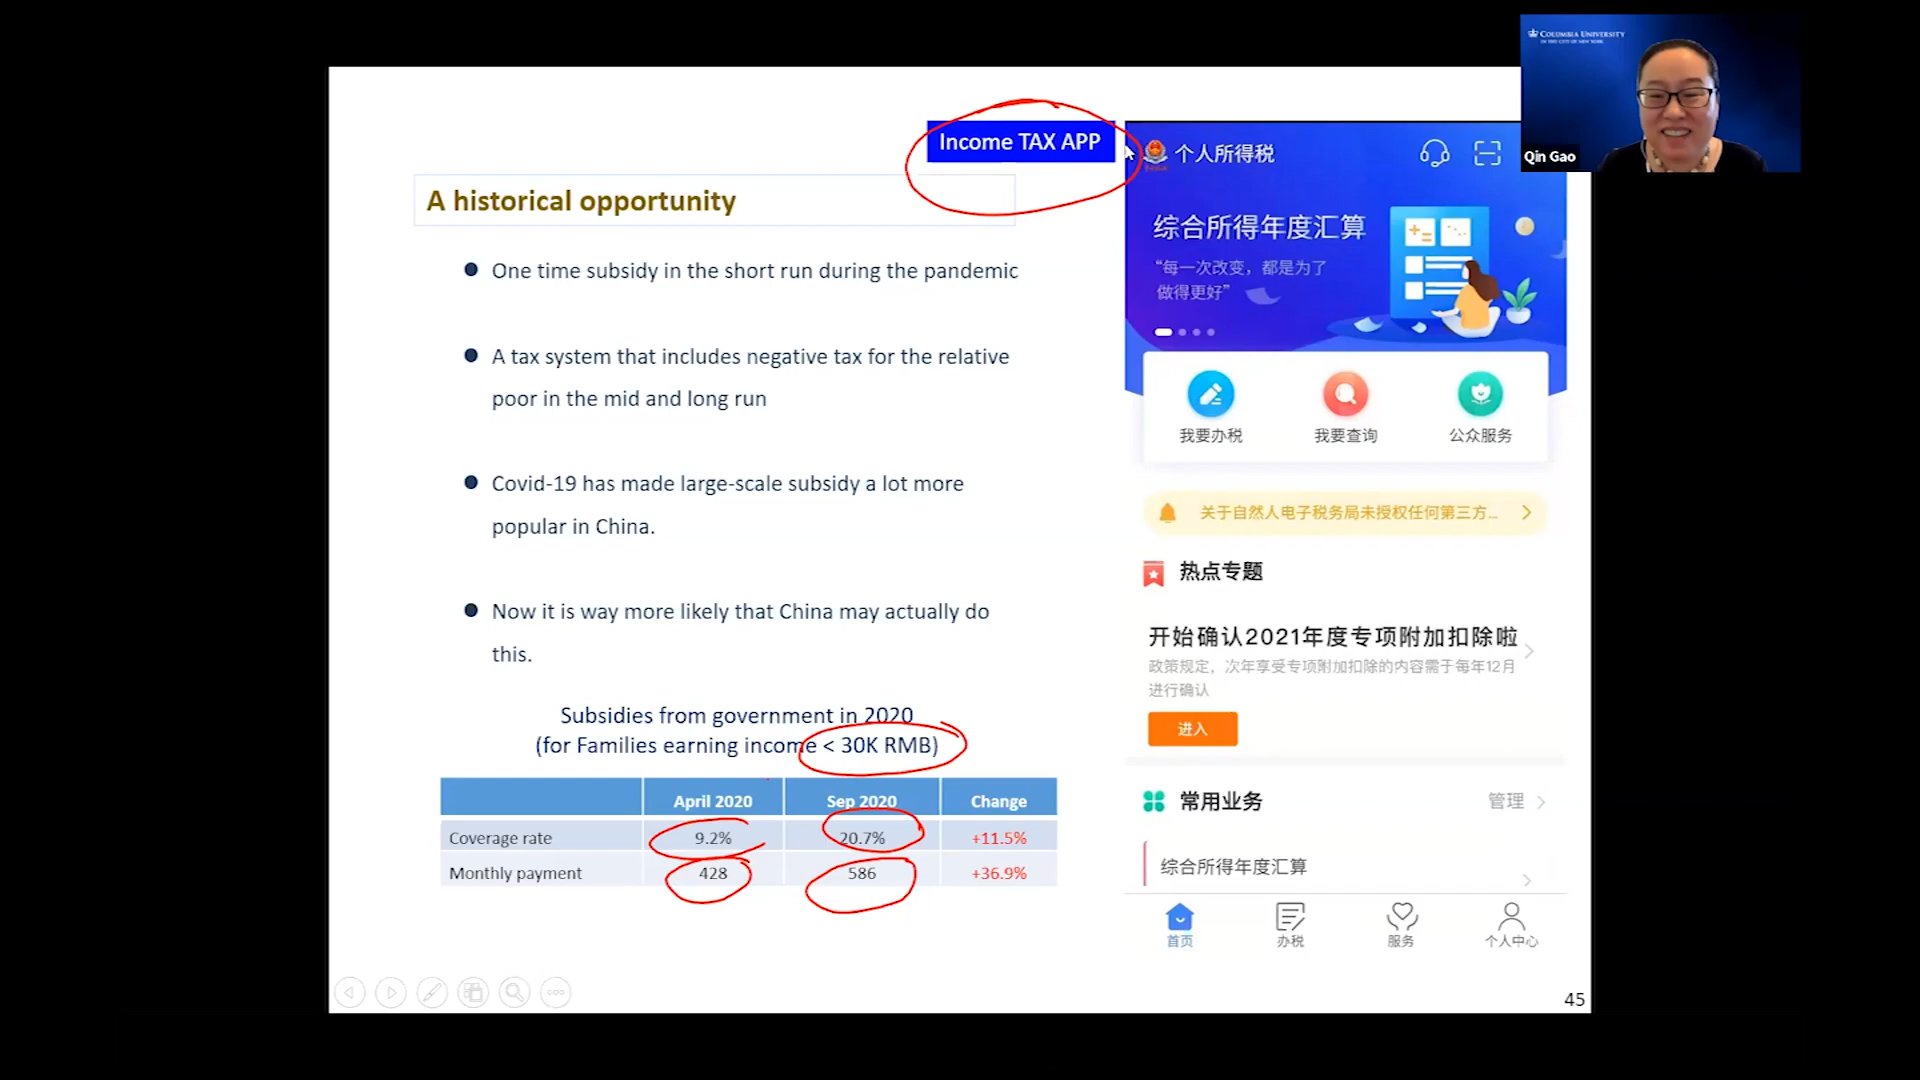 COLUMBIA UNIVERSITY
IN THE CITY OF NEW YORK
Qin Gao
Income TAX APP
A historical opportunity
One time subsidy in the short run during the pandemic
A tax system that includes negative tax for the relative
poor in the mid and long run
Covid-19 has made large-scale subsidy a lot more
popular in China.
Now it is way more likely that China may actually do
this.
Subsidies from government in 2020
(for Families earning income < 30K RMB)
April 2020 Sep 2020 Change
Coverage rate 9.2% 20.7% +11.5%
Monthly payment 428 586 +36.9%
个人所得税
综合所得年度汇算
“每一次改变，都是为了
做得更好”
我要办税 我要查询 公众服务
关于自然人电子税务局未授权任何第三方...
热点专题
开始确认2021年度专项附加扣除啦
政策规定，次年享受专项附加扣除的内容需于每年12月
进行确认
进入
常用业务 管理
综合所得年度汇算
首页 办税 服务 个人中心
45